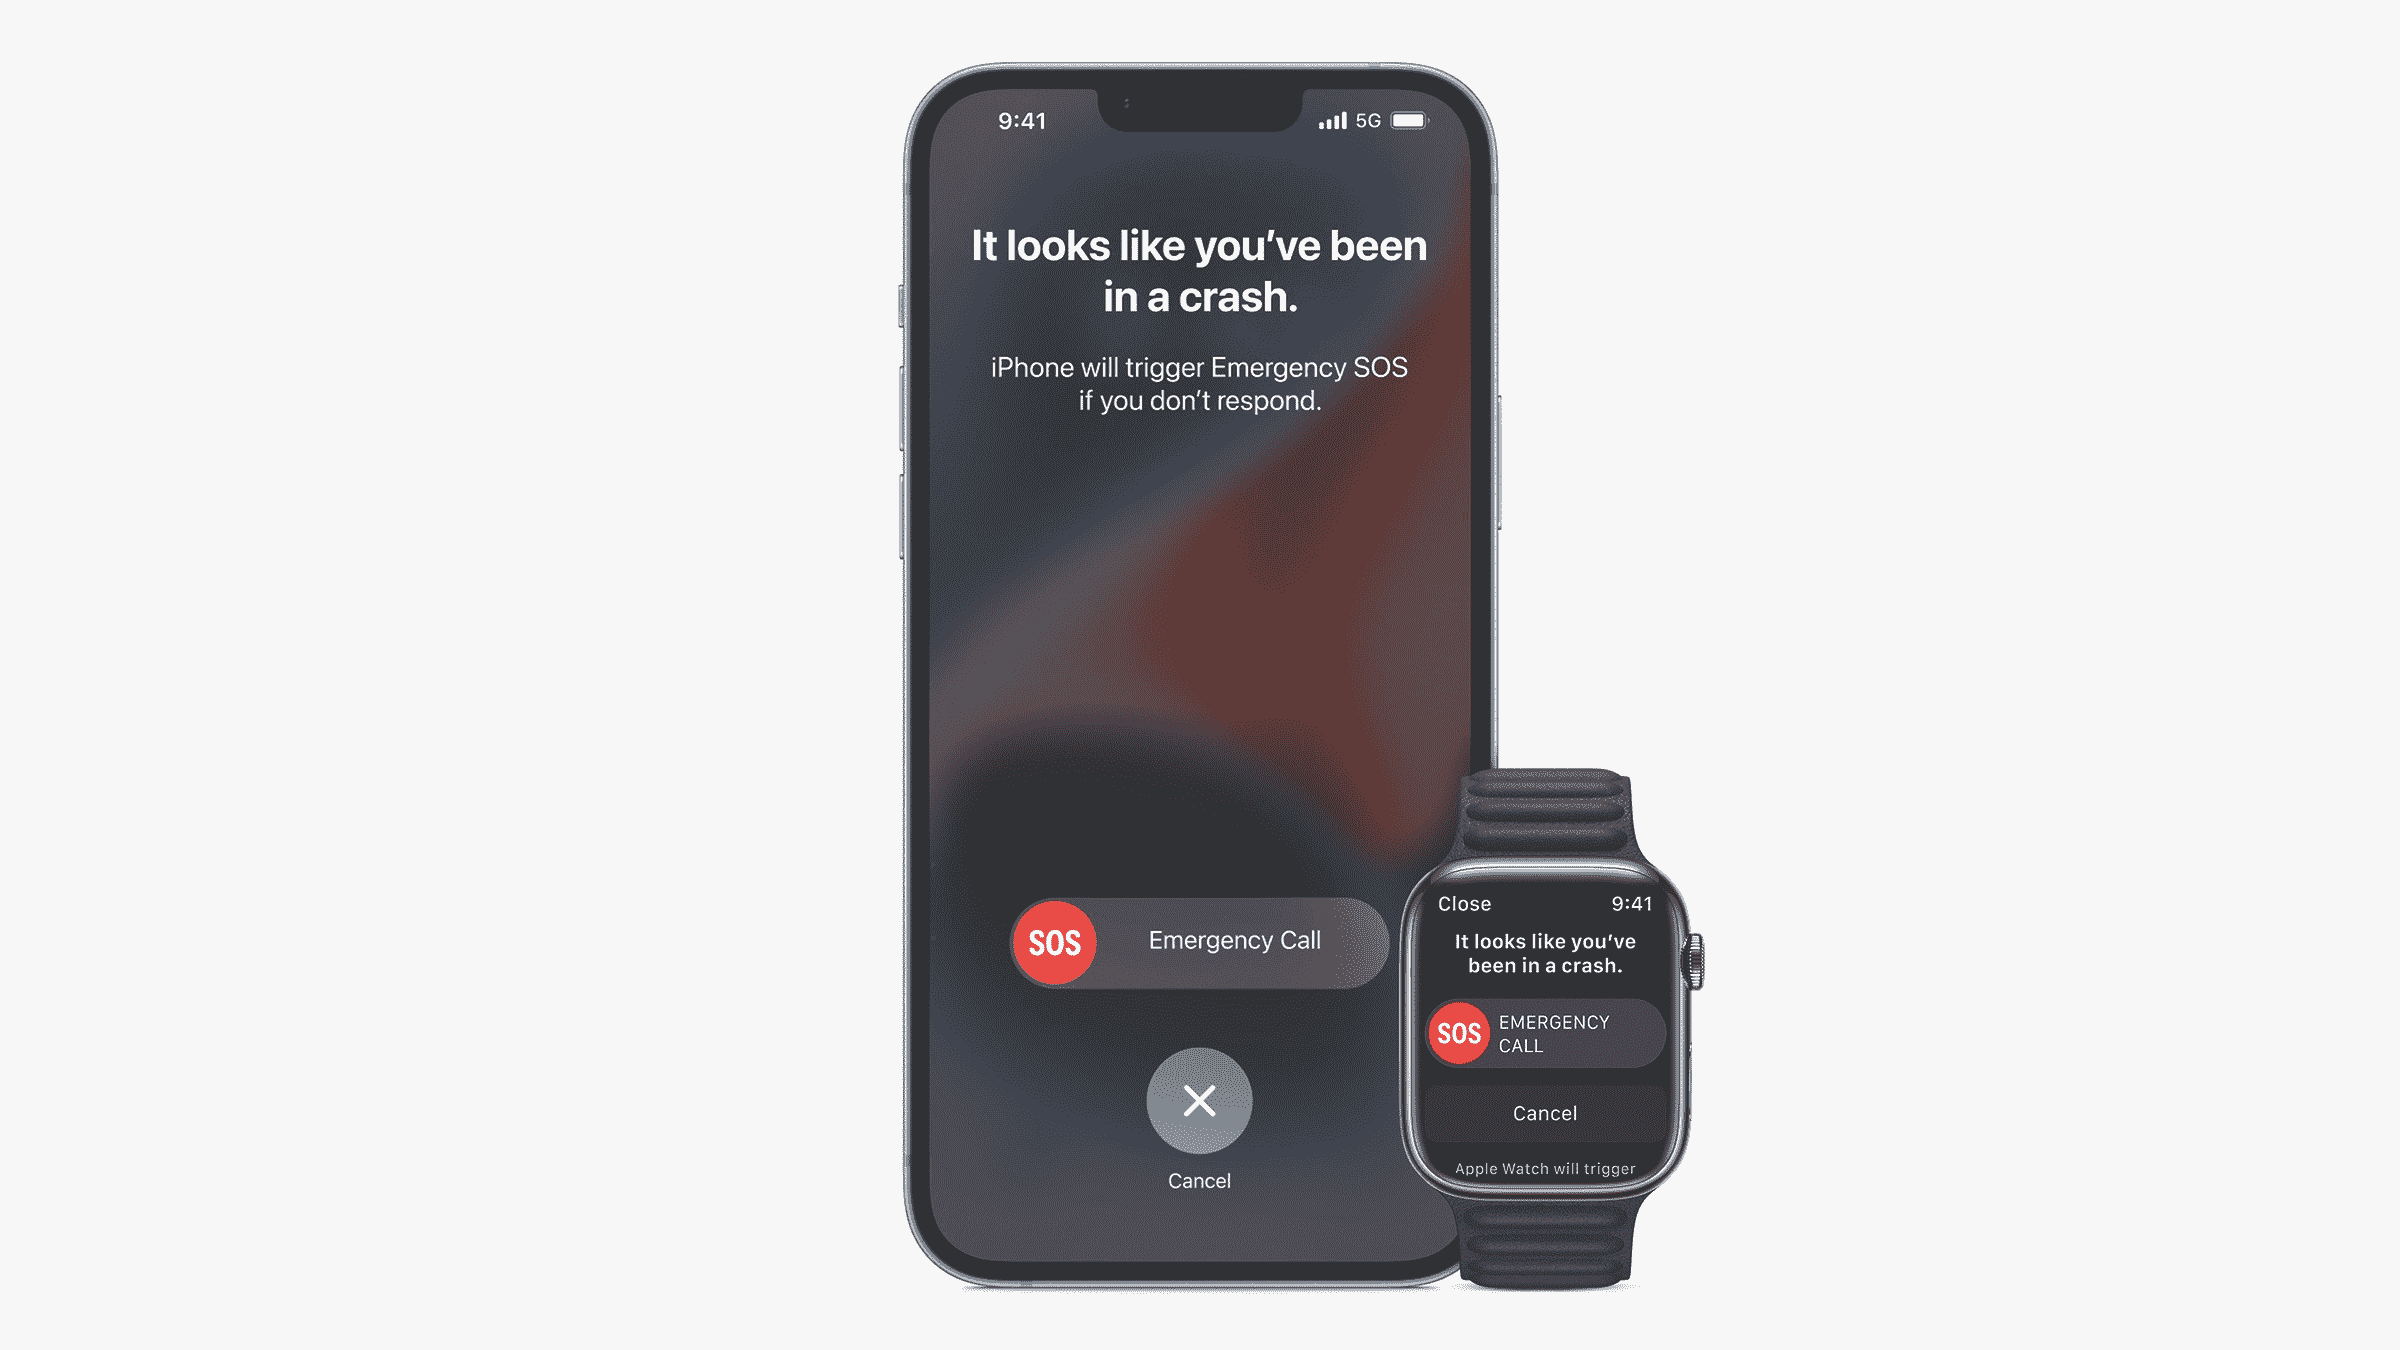 9:41 5G
It looks like you’ve been
in a crash.
iPhone will trigger Emergency SOS
if you don’t respond.
SOS Emergency Call
Cancel
Close 9:41
It looks like you’ve
been in a crash.
SOS EMERGENCY
CALL
Cancel
Apple Watch will trigger